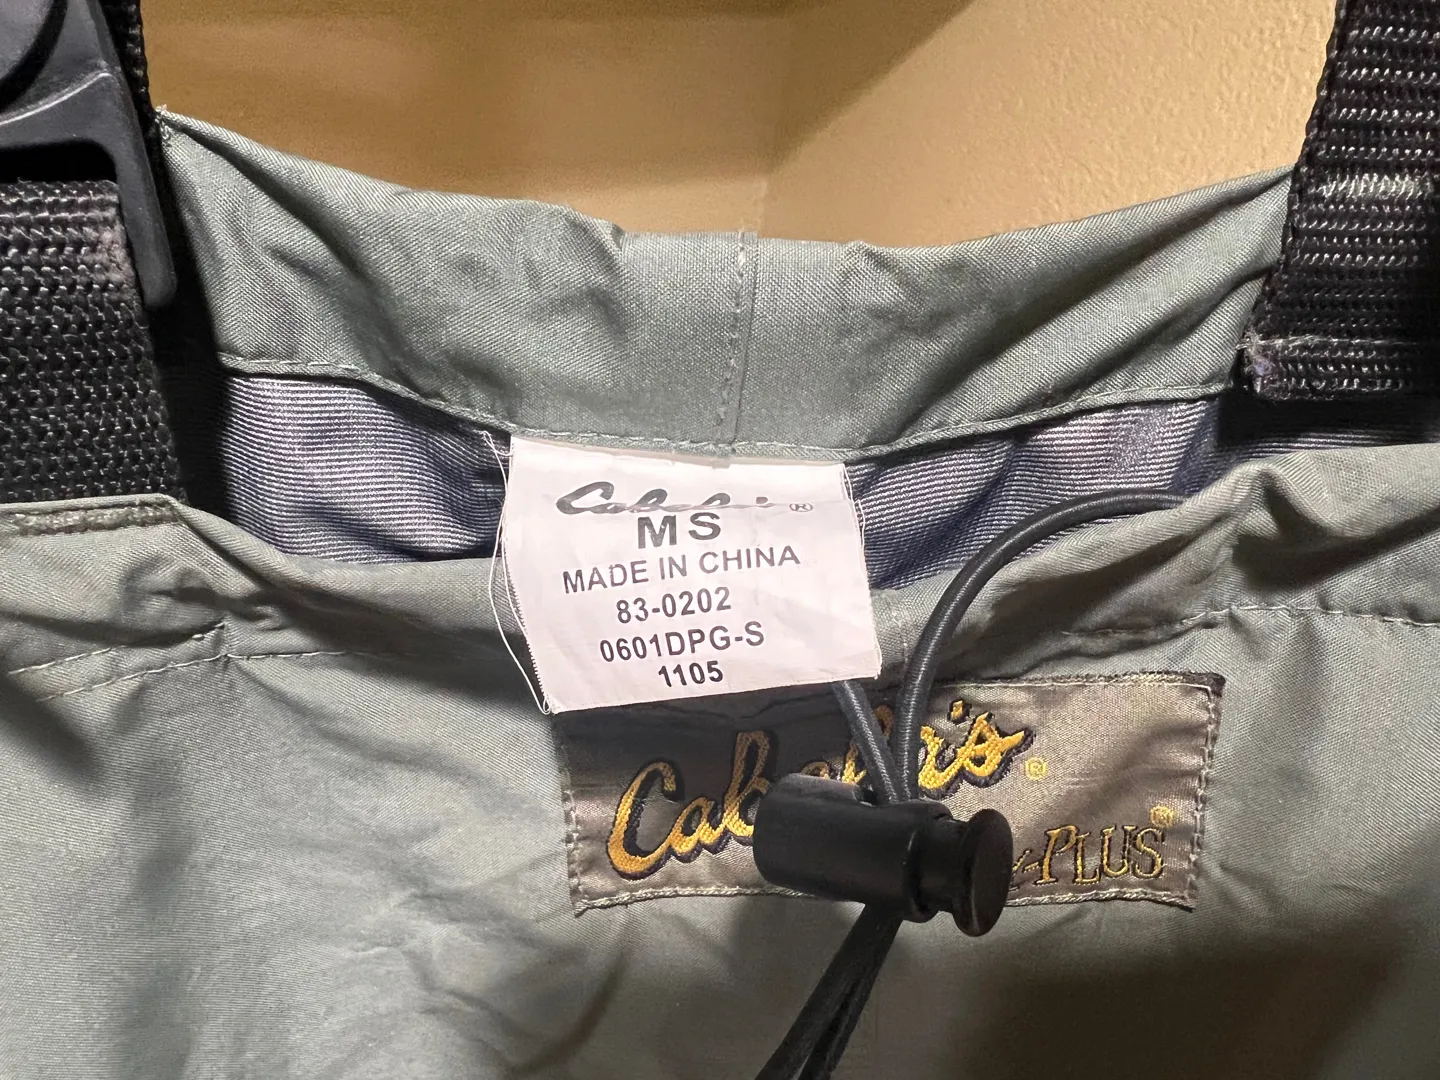 Cabela's®
MS
MADE IN CHINA
83-0202
0601DPG-S
1105
Cabela's®
-PLUS®